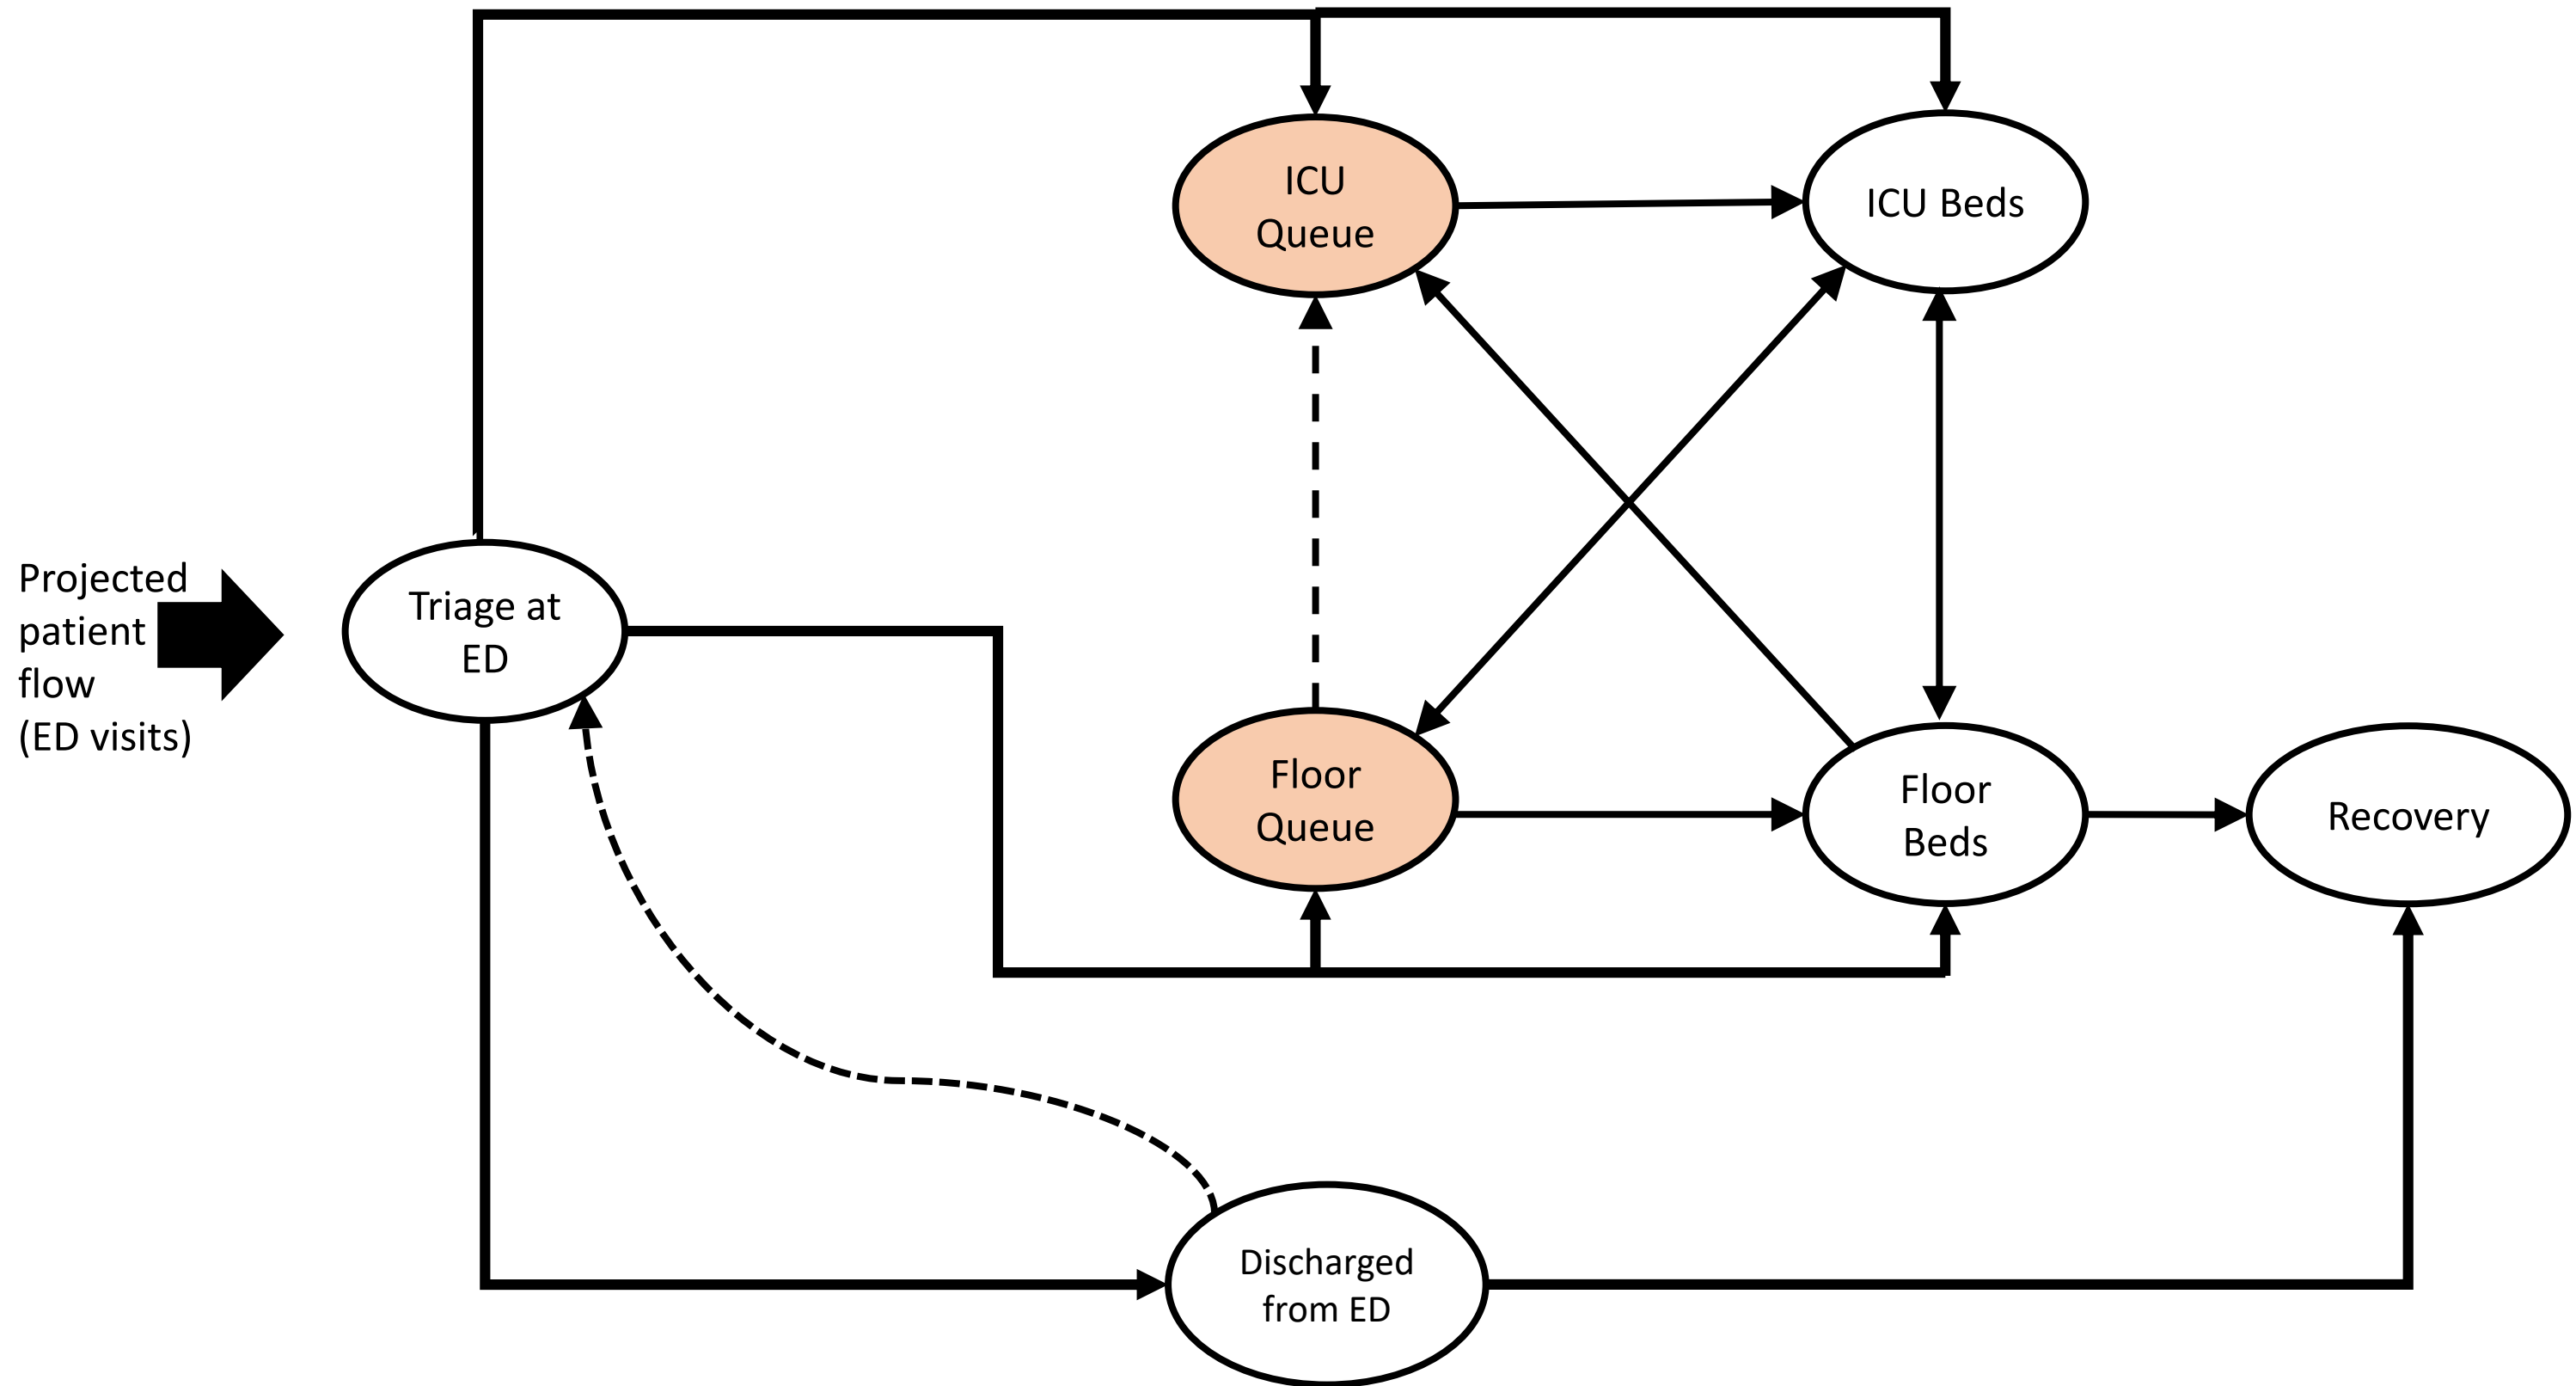 ICU
Queue
ICU Beds
Projected
patient
flow
(ED visits)
Triage at
ED
Floor
Queue
Floor
Beds
Recovery
Discharged
from ED